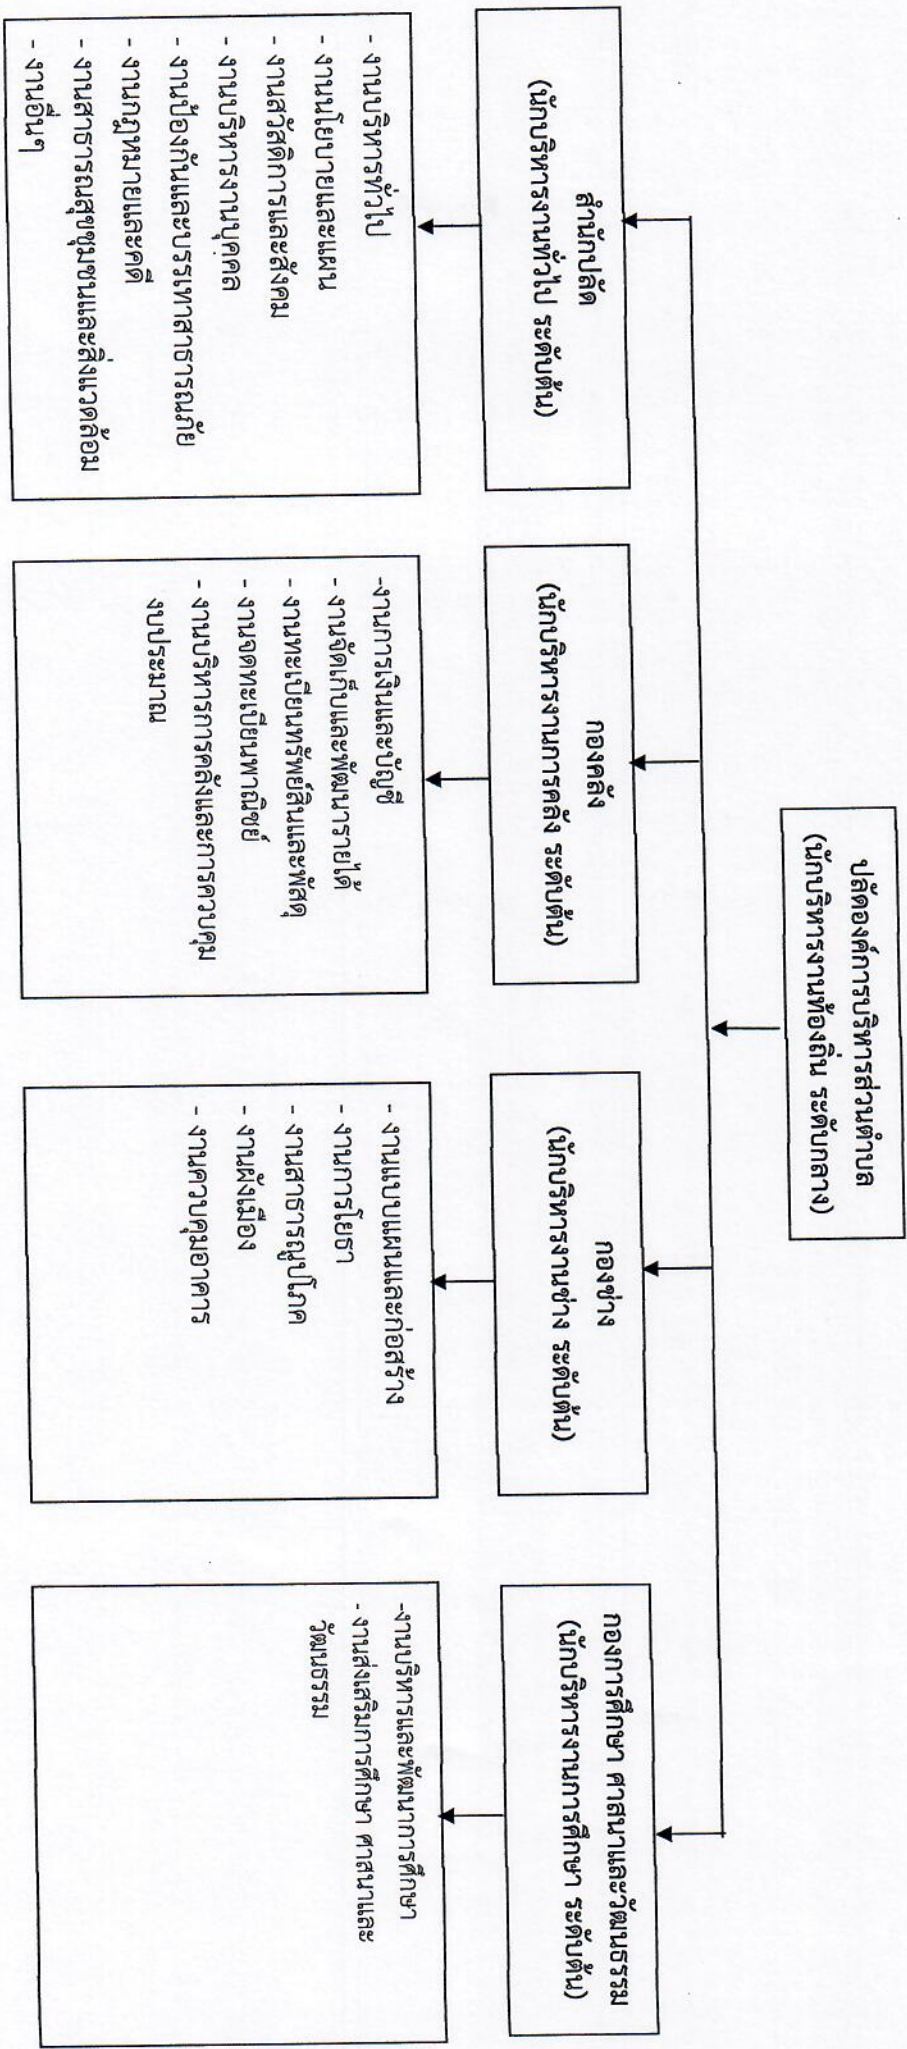 ปลัดองค์การบริหารส่วนตำบล
(นักบริหารงานท้องถิ่น ระดับกลาง)
สำนักปลัด
(นักบริหารงานทั่วไป ระดับต้น)
กองคลัง
(นักบริหารงานการคลัง ระดับต้น)
กองช่าง
(นักบริหารงานช่าง ระดับต้น)
กองการศึกษา ศาสนาและวัฒนธรรม
(นักบริหารงานการศึกษา ระดับต้น)
- งานบริหารทั่วไป
- งานนโยบายและแผน
- งานสวัสดิการและสังคม
- งานบริหารงานบุคคล
- งานป้องกันและบรรเทาสาธารณภัย
- งานกฎหมายและคดี
- งานสาธารณสุขชุมชนและสิ่งแวดล้อม
- งานอื่นๆ
-งานการเงินและบัญชี
- งานจัดเก็บและพัฒนารายได้
- งานทะเบียนทรัพย์สินและพัสดุ
- งานจดทะเบียนพาณิชย์
- งานบริหารการคลังและการควบคุม
งบประมาณ
- งานแบบแผนและก่อสร้าง
- งานการโยธา
- งานสาธารณูปโภค
- งานผังเมือง
- งานควบคุมอาคาร
-งานบริหารและพัฒนาการศึกษา
- งานส่งเสริมการศึกษา ศาสนาและ
วัฒนธรรม